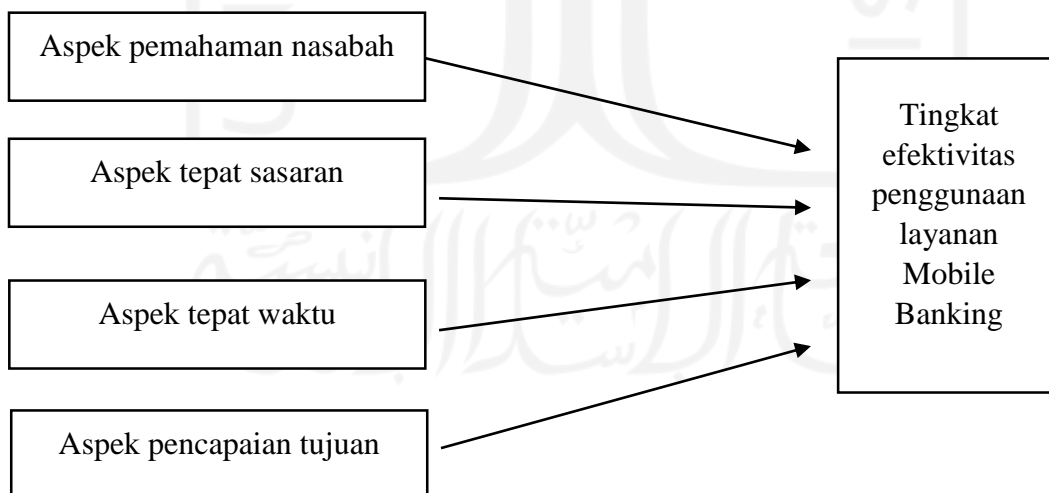 Aspek pemahaman nasabah
Aspek tepat sasaran
Aspek tepat waktu
Aspek pencapaian tujuan
Tingkat
efektivitas
penggunaan
layanan
Mobile
Banking